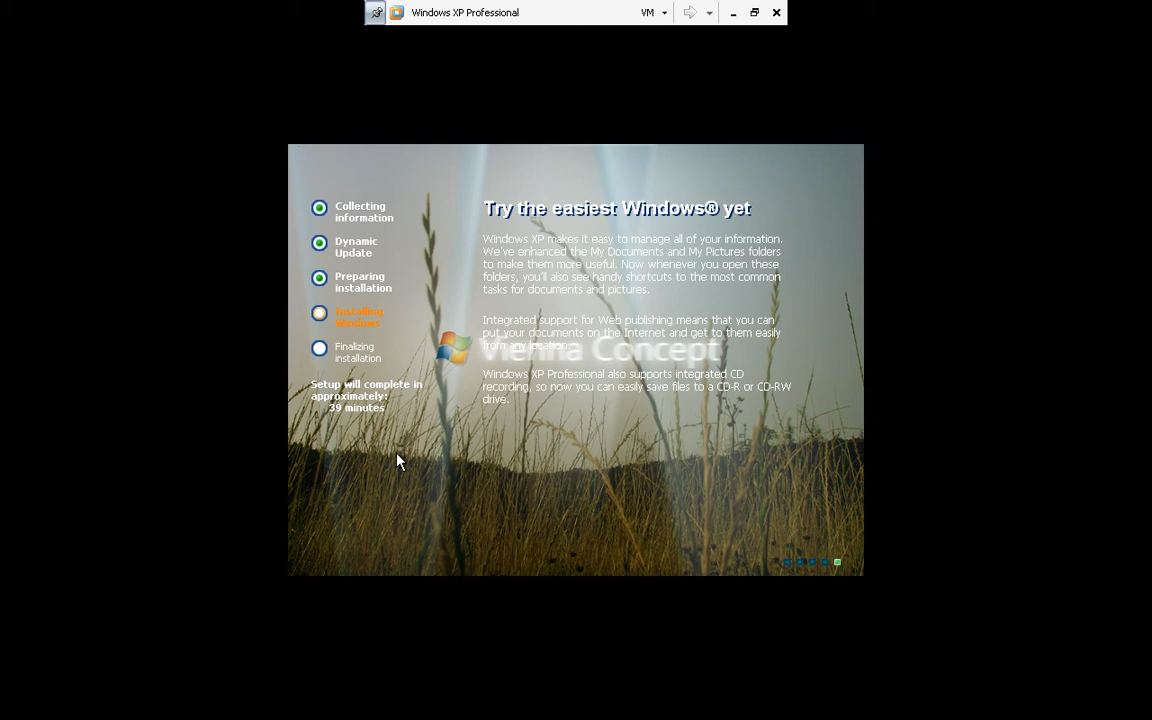 Windows XP Professional
VM
Collecting
information
Dynamic
Update
Preparing
installation
Installing
Windows
Finalizing
installation
Setup will complete in
approximately:
39 minutes
Try the easiest Windows® yet
Windows XP makes it easy to manage all of your information.
We've enhanced the My Documents and My Pictures folders
to make them more useful. Now whenever you open these
folders, you'll also see handy shortcuts to the most common
tasks for documents and pictures.
Integrated support for Web publishing means that you can
put your documents on the Internet and get to them easily
from any location.
Vienna Concept
Windows XP Professional also supports integrated CD
recording, so now you can easily save files to a CD-R or CD-RW
drive.